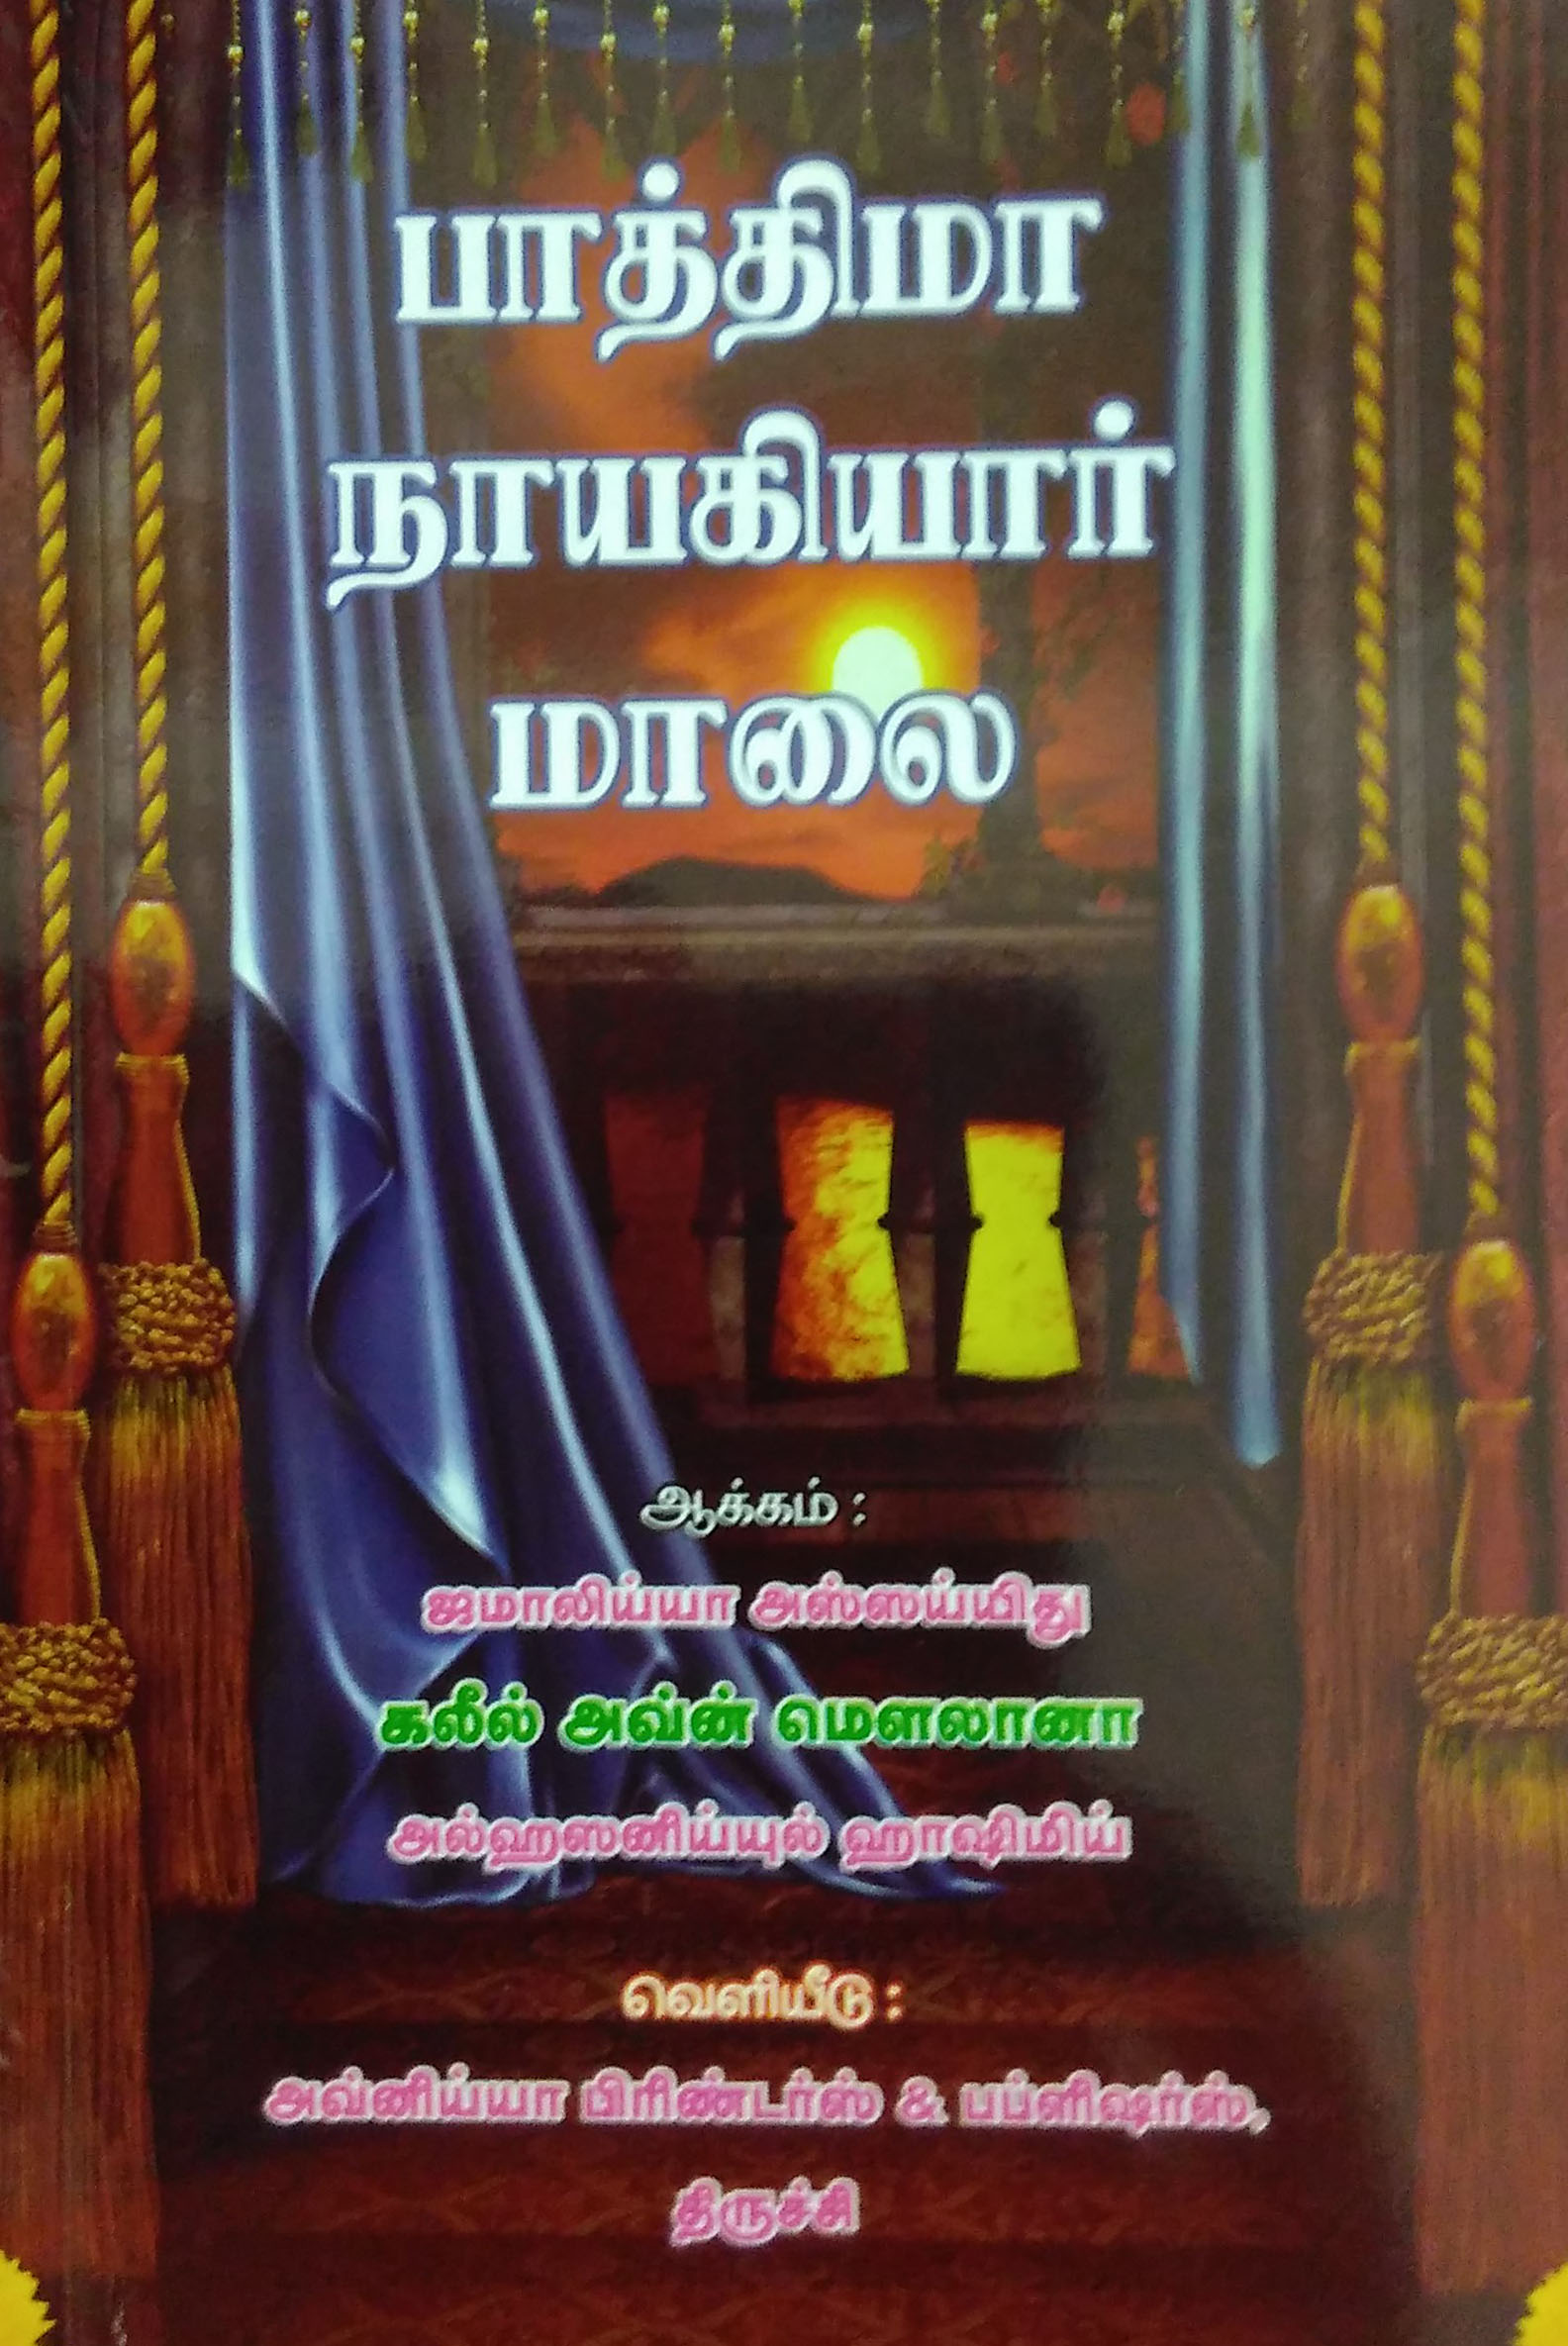 பாத்திமா
நாயகியார்
மாலை
ஆக்கம் :
ஜமாலிய்யா அஸ்ஸய்யிது
கலீல் அவ்ன் மௌலானா
அல்ஹஸனிய்யுல் ஹாஷிமிய்
வெளியீடு :
அவ்னிய்யா பிரிண்டர்ஸ் & பப்ளிஷர்ஸ்,
திருச்சி